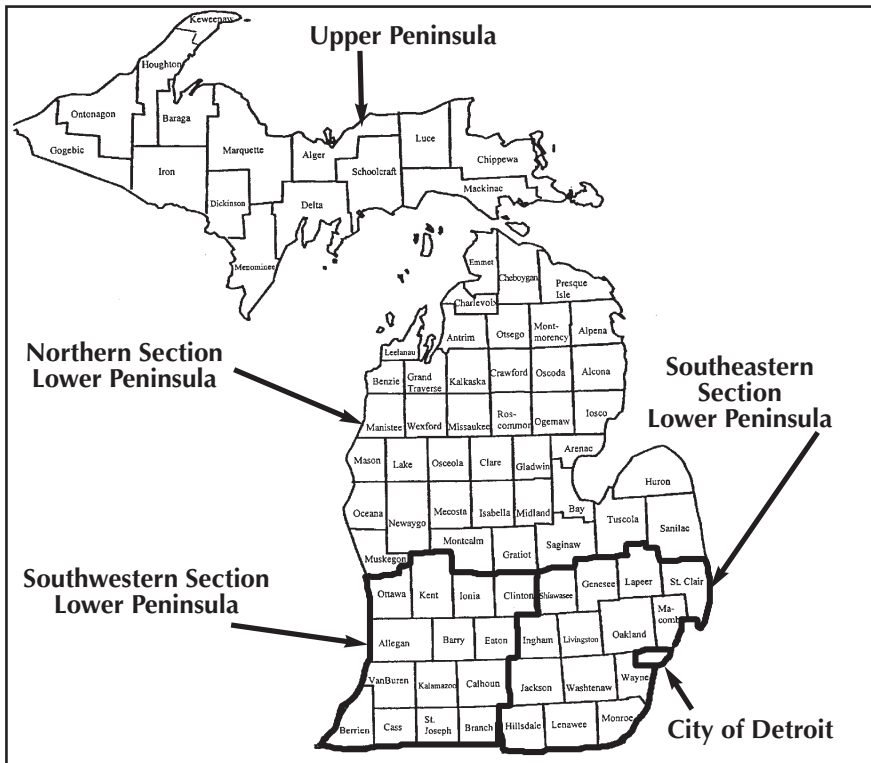 Keweenaw
Upper Peninsula
Houghton
Ontonagon
Baraga
Luce
Gogebic
Marquette
Alger
Chippewa
Iron
Schoolcraft
Mackinac
Dickinson
Delta
Menominee
Emmet
Cheboygan
Presque
Isle
Charlevoix
Northern Section
Lower Peninsula
Antrim
Otsego
Mont-
morency
Alpena
Leelanau
Benzie
Grand
Traverse
Kalkaska
Crawford
Oscoda
Alcona
Southeastern
Section
Lower Peninsula
Manistee
Wexford
Missaukee
Ros-
common
Ogemaw
Iosco
Arenac
Mason
Lake
Osceola
Clare
Gladwin
Huron
Oceana
Newaygo
Mecosta
Isabella
Midland
Bay
Tuscola
Sanilac
Montcalm
Gratiot
Saginaw
Muskegon
Southwestern Section
Lower Peninsula
Ottawa
Kent
Ionia
Clinton
Shiawasee
Genesee
Lapeer
St. Clair
Ma-
comb
Allegan
Barry
Eaton
Ingham
Livingston
Oakland
VanBuren
Kalamazoo
Calhoun
Jackson
Washtenaw
Wayne
Berrien
Cass
St.
Joseph
Branch
Hillsdale
Lenawee
Monroe
City of Detroit